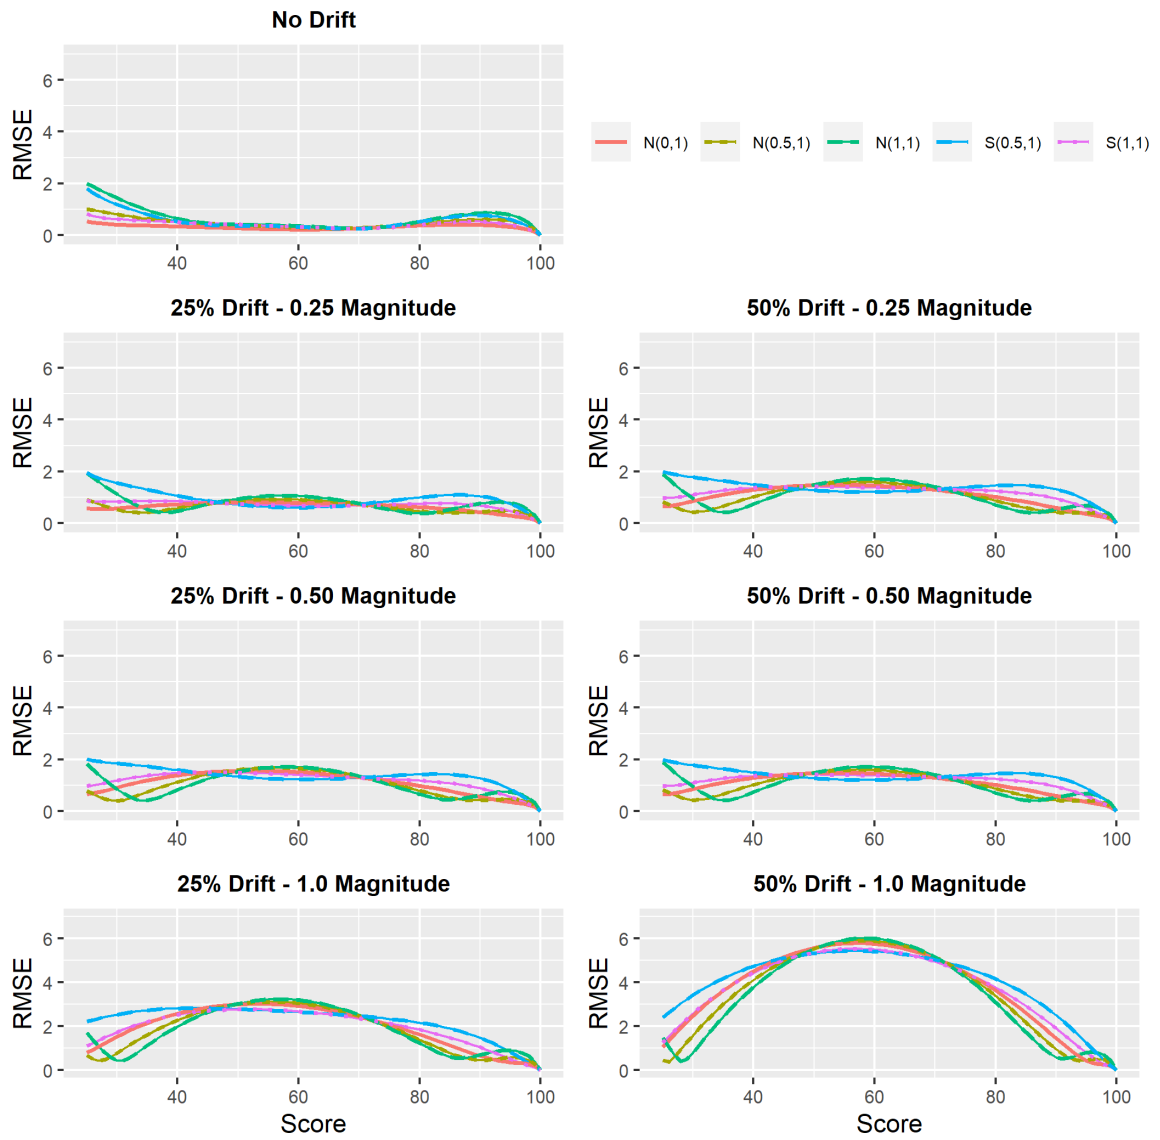 No Drift
RMSE
6
4
2
0
40 60 80 100
N(0,1) N(0.5,1) N(1,1) S(0.5,1) S(1,1)
25% Drift - 0.25 Magnitude
RMSE
6
4
2
0
40 60 80 100
50% Drift - 0.25 Magnitude
RMSE
6
4
2
0
40 60 80 100
25% Drift - 0.50 Magnitude
RMSE
6
4
2
0
40 60 80 100
50% Drift - 0.50 Magnitude
RMSE
6
4
2
0
40 60 80 100
25% Drift - 1.0 Magnitude
RMSE
6
4
2
0
40 60 80 100
Score
50% Drift - 1.0 Magnitude
RMSE
6
4
2
0
40 60 80 100
Score